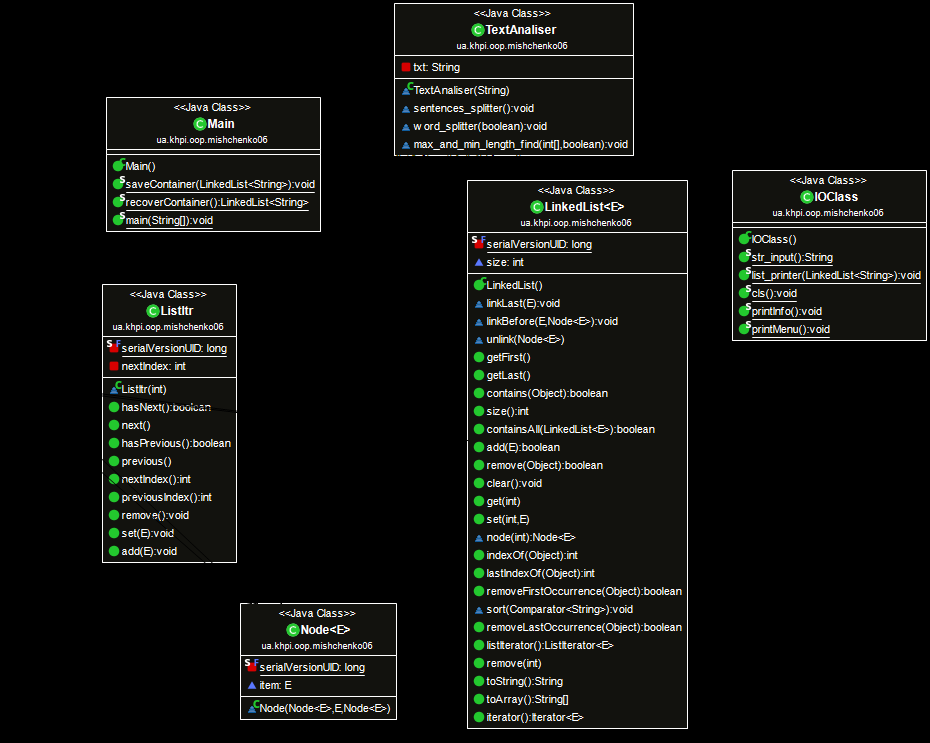 <<Java Class>>
TextAnaliser
ua.khpi.oop.mishchenko06
txt: String
TextAnaliser(String)
sentences_splitter():void
word_splitter(boolean):void
max_and_min_length_find(int[],boolean):void
<<Java Class>>
Main
ua.khpi.oop.mishchenko06
Main()
saveContainer(LinkedList<String>):void
recoverContainer():LinkedList<String>
main(String[]):void
<<Java Class>>
IOClass
ua.khpi.oop.mishchenko06
IOClass()
str_input():String
list_printer(LinkedList<String>):void
cls():void
printInfo():void
printMenu():void
<<Java Class>>
LinkedList<E>
ua.khpi.oop.mishchenko06
serialVersionUID: long
size: int
LinkedList()
linkLast(E):void
linkBefore(E,Node<E>):void
unlink(Node<E>)
getFirst()
getLast()
contains(Object):boolean
size():int
containsAll(LinkedList<E>):boolean
add(E):boolean
remove(Object):boolean
clear():void
get(int)
set(int,E)
node(int):Node<E>
indexOf(Object):int
lastIndexOf(Object):int
removeFirstOccurrence(Object):boolean
sort(Comparator<String>):void
removeLastOccurrence(Object):boolean
listIterator():ListIterator<E>
remove(int)
toString():String
toArray():String[]
iterator():Iterator<E>
<<Java Class>>
ListItr
ua.khpi.oop.mishchenko06
serialVersionUID: long
nextIndex: int
ListItr(int)
hasNext():boolean
next()
hasPrevious():boolean
previous()
nextIndex():int
previousIndex():int
remove():void
set(E):void
add(E):void
<<Java Class>>
Node<E>
ua.khpi.oop.mishchenko06
serialVersionUID: long
item: E
Node(Node<E>,E,Node<E>)